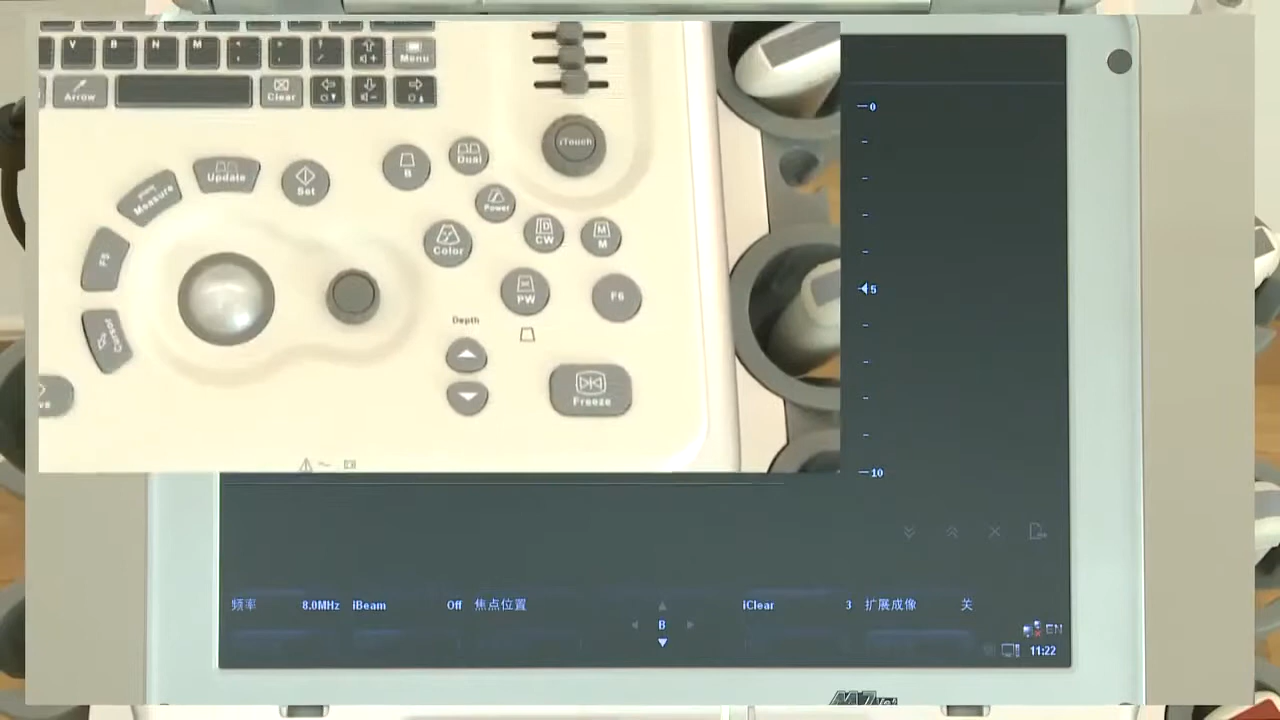 V B N M
Menu
Arrow
Clear
iTouch
Dual
B
Update
Set
Measure
Power
CW
M
M
Color
F5
PW
F6
Cursor
Depth
Freeze
0
5
10
频率 8.0MHz iBeam Off 焦点位置 B iClear 3 扩展成像 关
EN
11:22
M7